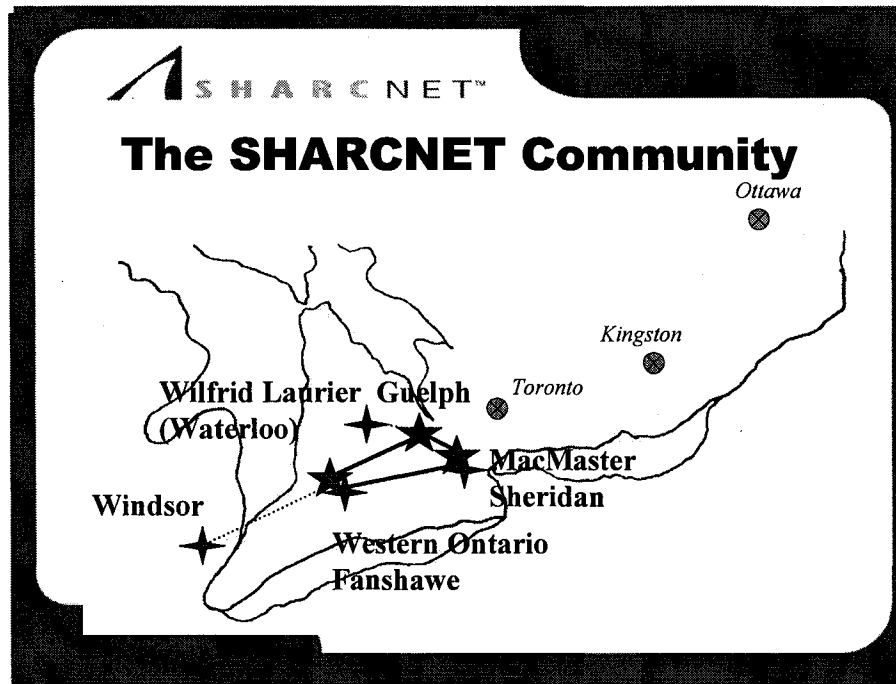 SHARCNET™
The SHARCNET Community
Ottawa
Kingston
Toronto
Wilfrid Laurier
(Waterloo)
Guelph
MacMaster
Sheridan
Windsor
Western Ontario
Fanshawe